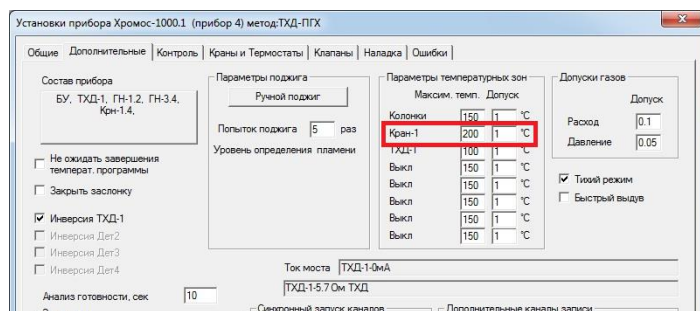 Установки прибора Хромос-1000.1 (прибор 4) метод:ТХД-ПГХ
Общие Дополнительные Контроль Краны и Термостаты Клапаны Наладка Ошибки
Состав прибора
БУ, ТХД-1, ГН-1.2, ГН-3.4,
Крн-1.4,
Не ожидать завершения
температ. программы
Закрыть заслонку
Инверсия ТХД-1
Инверсия Дет2
Инверсия Дет3
Инверсия Дет4
Анализ готовности, сек 10
Параметры поджига
Ручной поджиг
Попыток поджига 5 раз
Уровень определения пламени
Параметры температурных зон
Максим. темп. Допуск
Колонки 150 1 °C
Кран-1 200 1 °C
ТХД-1 100 1 °C
Выкл 150 1 °C
Выкл 150 1 °C
Выкл 150 1 °C
Выкл 150 1 °C
Выкл 150 1 °C
Допуски газов
Допуск
Расход 0.1
Давление 0.05
Тихий режим
Быстрый выдув
Ток моста ТХД-1-0мА
ТХД-1-5.7 Ом ТХД
Синхронный запуск каналов
Дополнительные каналы записи